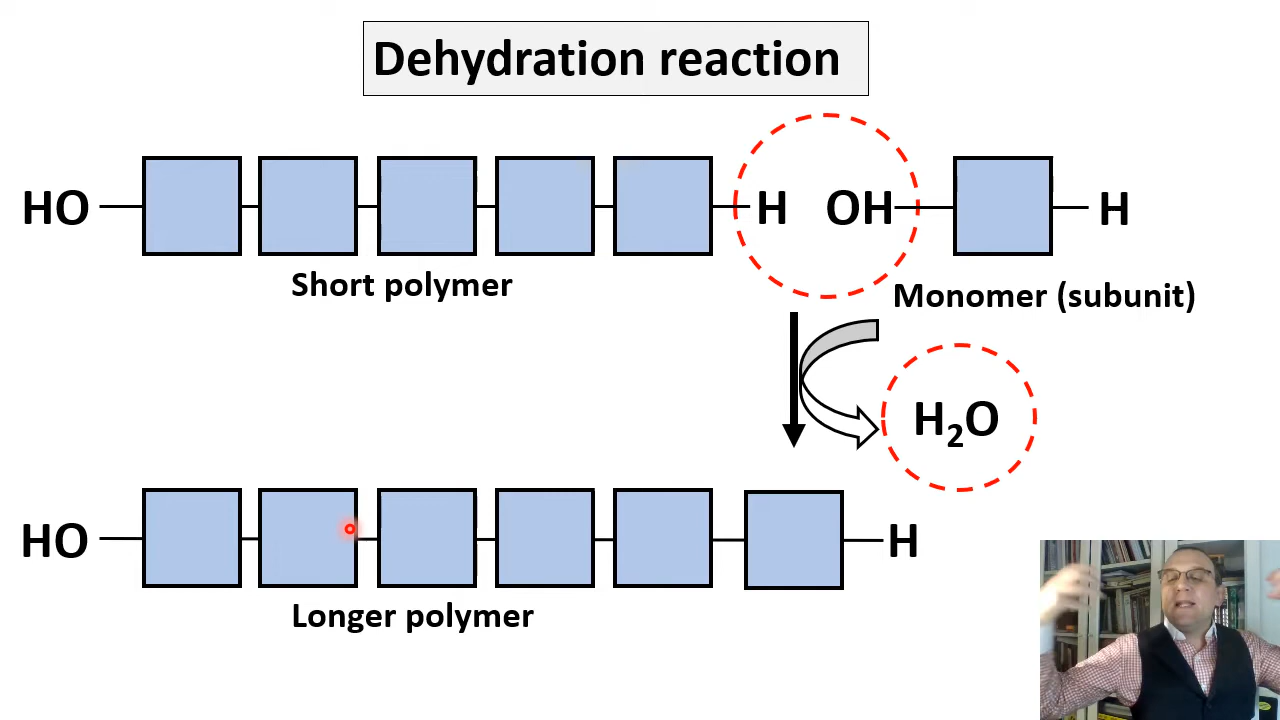 Dehydration reaction
HO H OH H
Short polymer
Monomer (subunit)
H₂O
HO H
Longer polymer